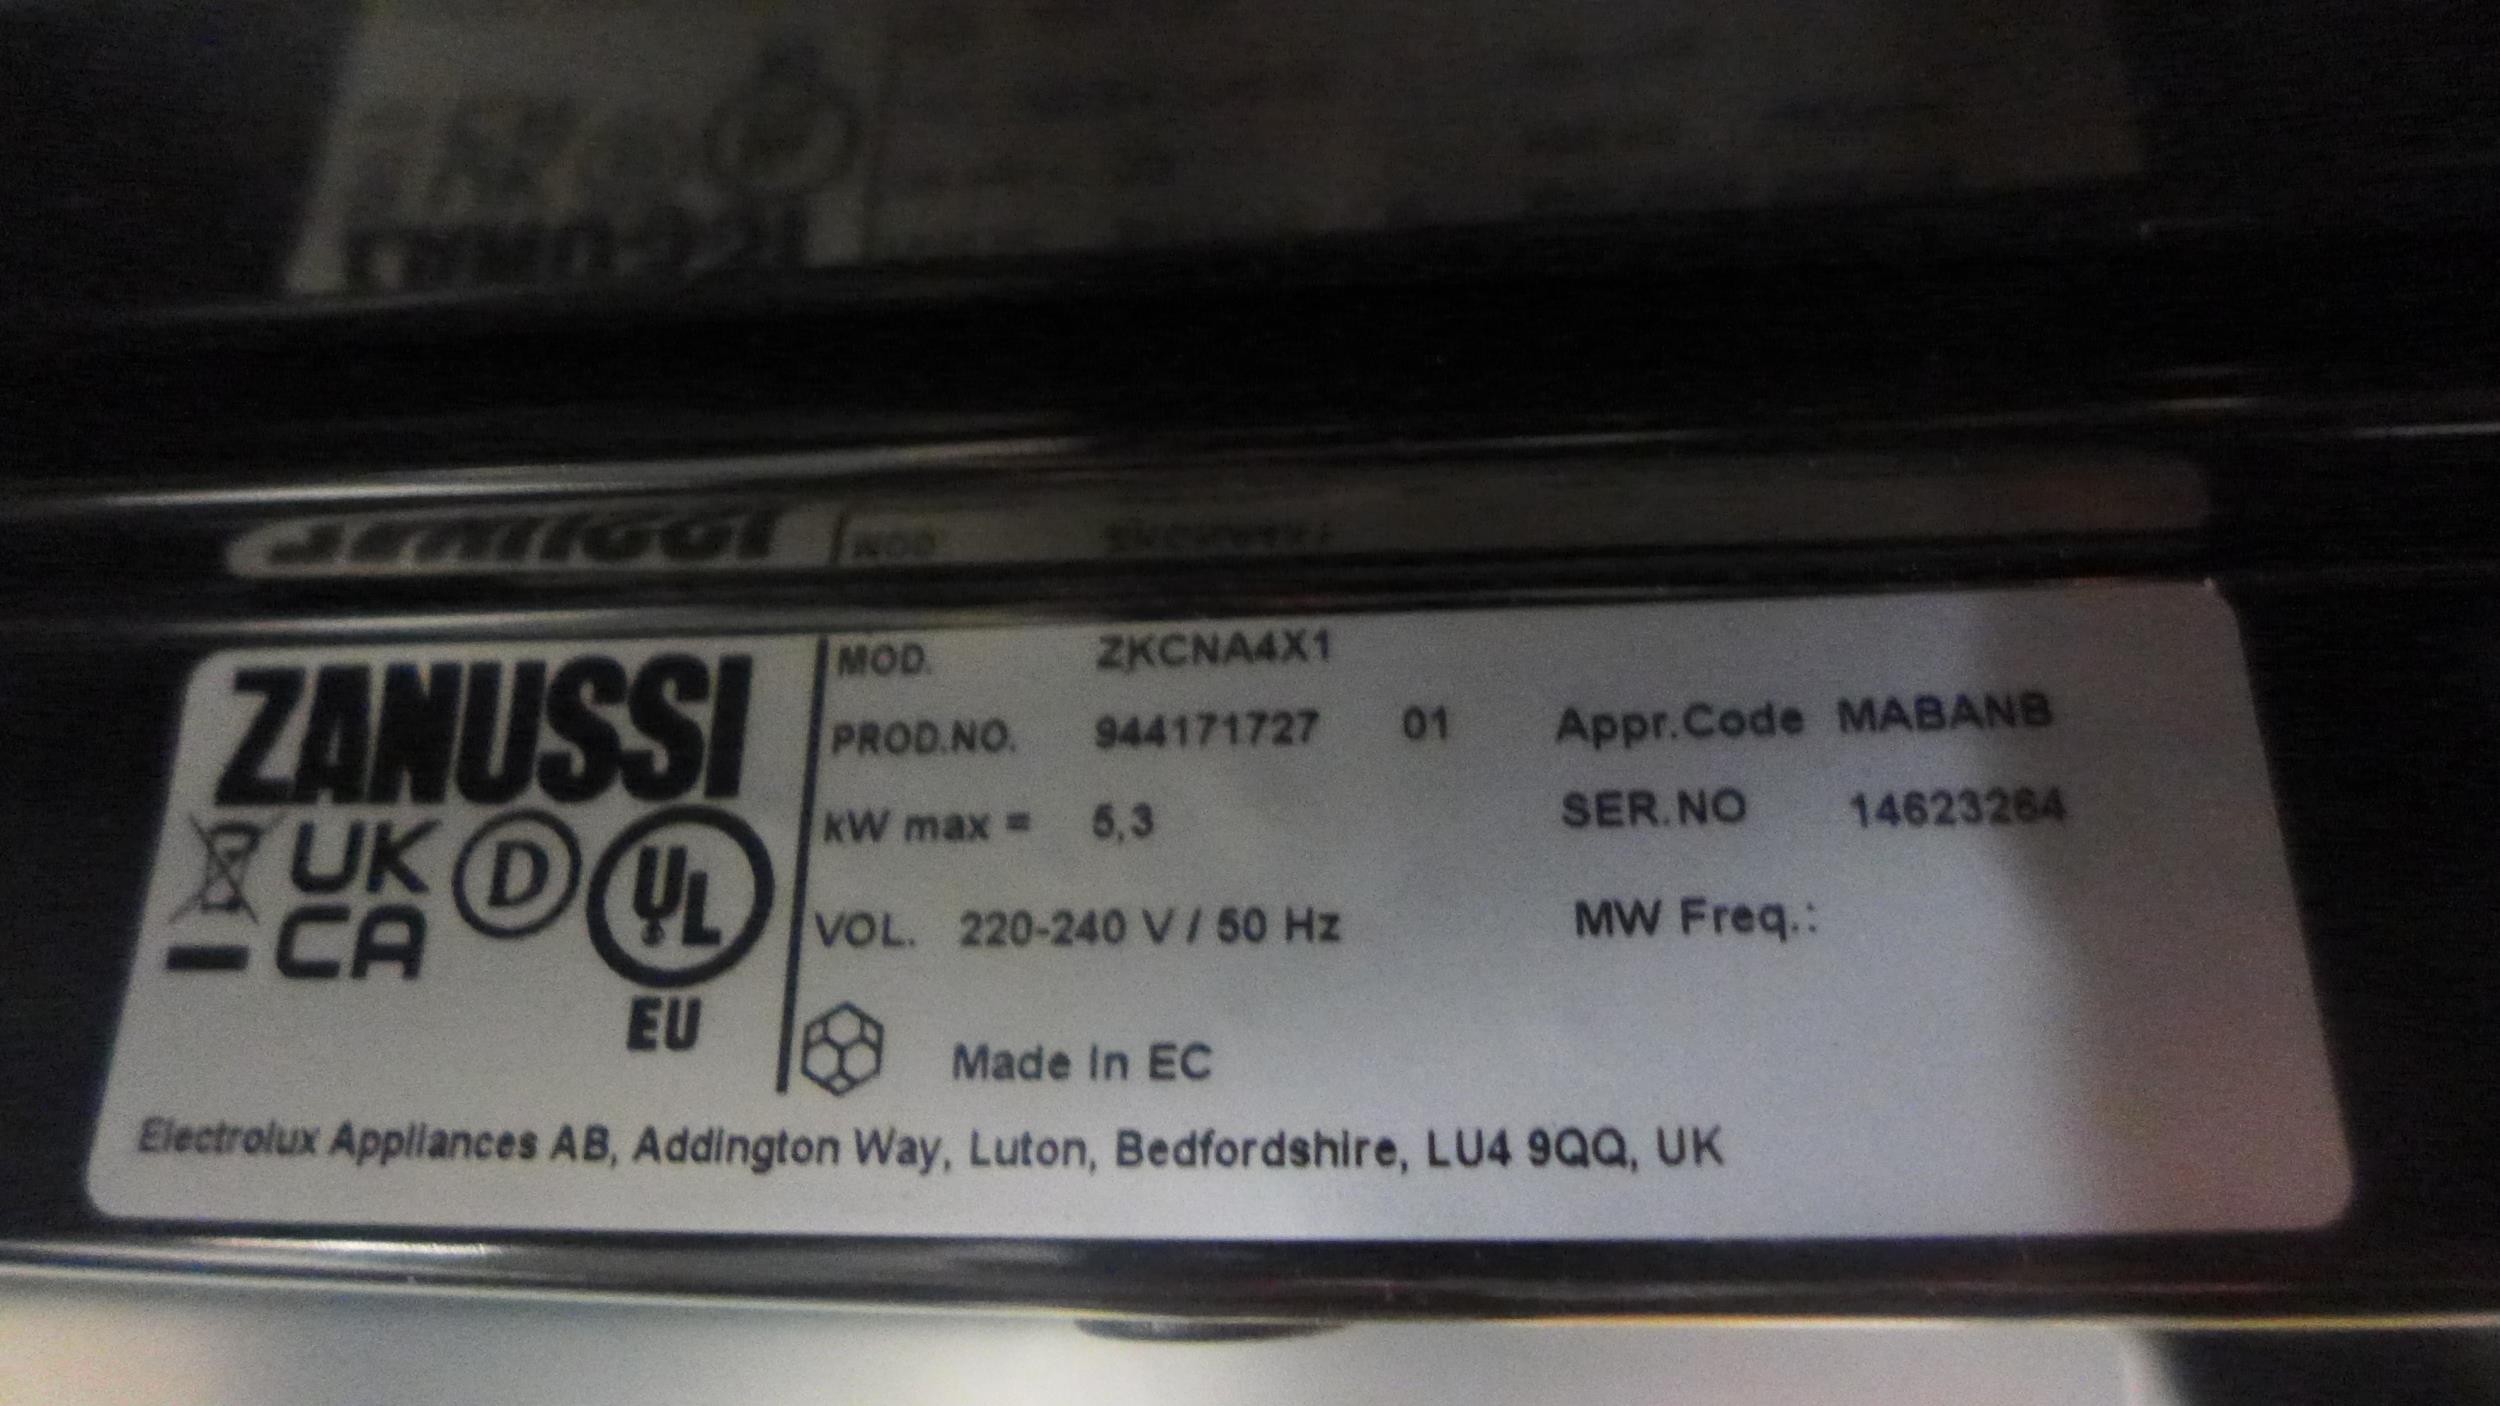 ZANUSSI
UK
CA
D
UL
EU
MOD. ZKCNA4X1
PROD.NO. 944171727 01 Appr.Code MABANB
kW max = 5,3 SER.NO 14623264
VOL. 220-240 V / 50 Hz MW Freq.:
Made in EC
Electrolux Appliances AB, Addington Way, Luton, Bedfordshire, LU4 9QQ, UK